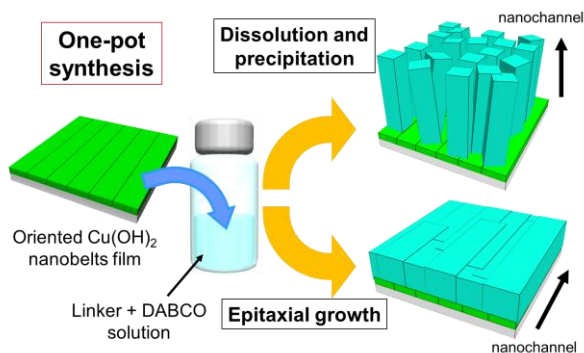 One-pot
synthesis
Dissolution and
precipitation
nanochannel
Oriented Cu(OH)₂
nanobelts film
Linker + DABCO
solution
Epitaxial growth
nanochannel